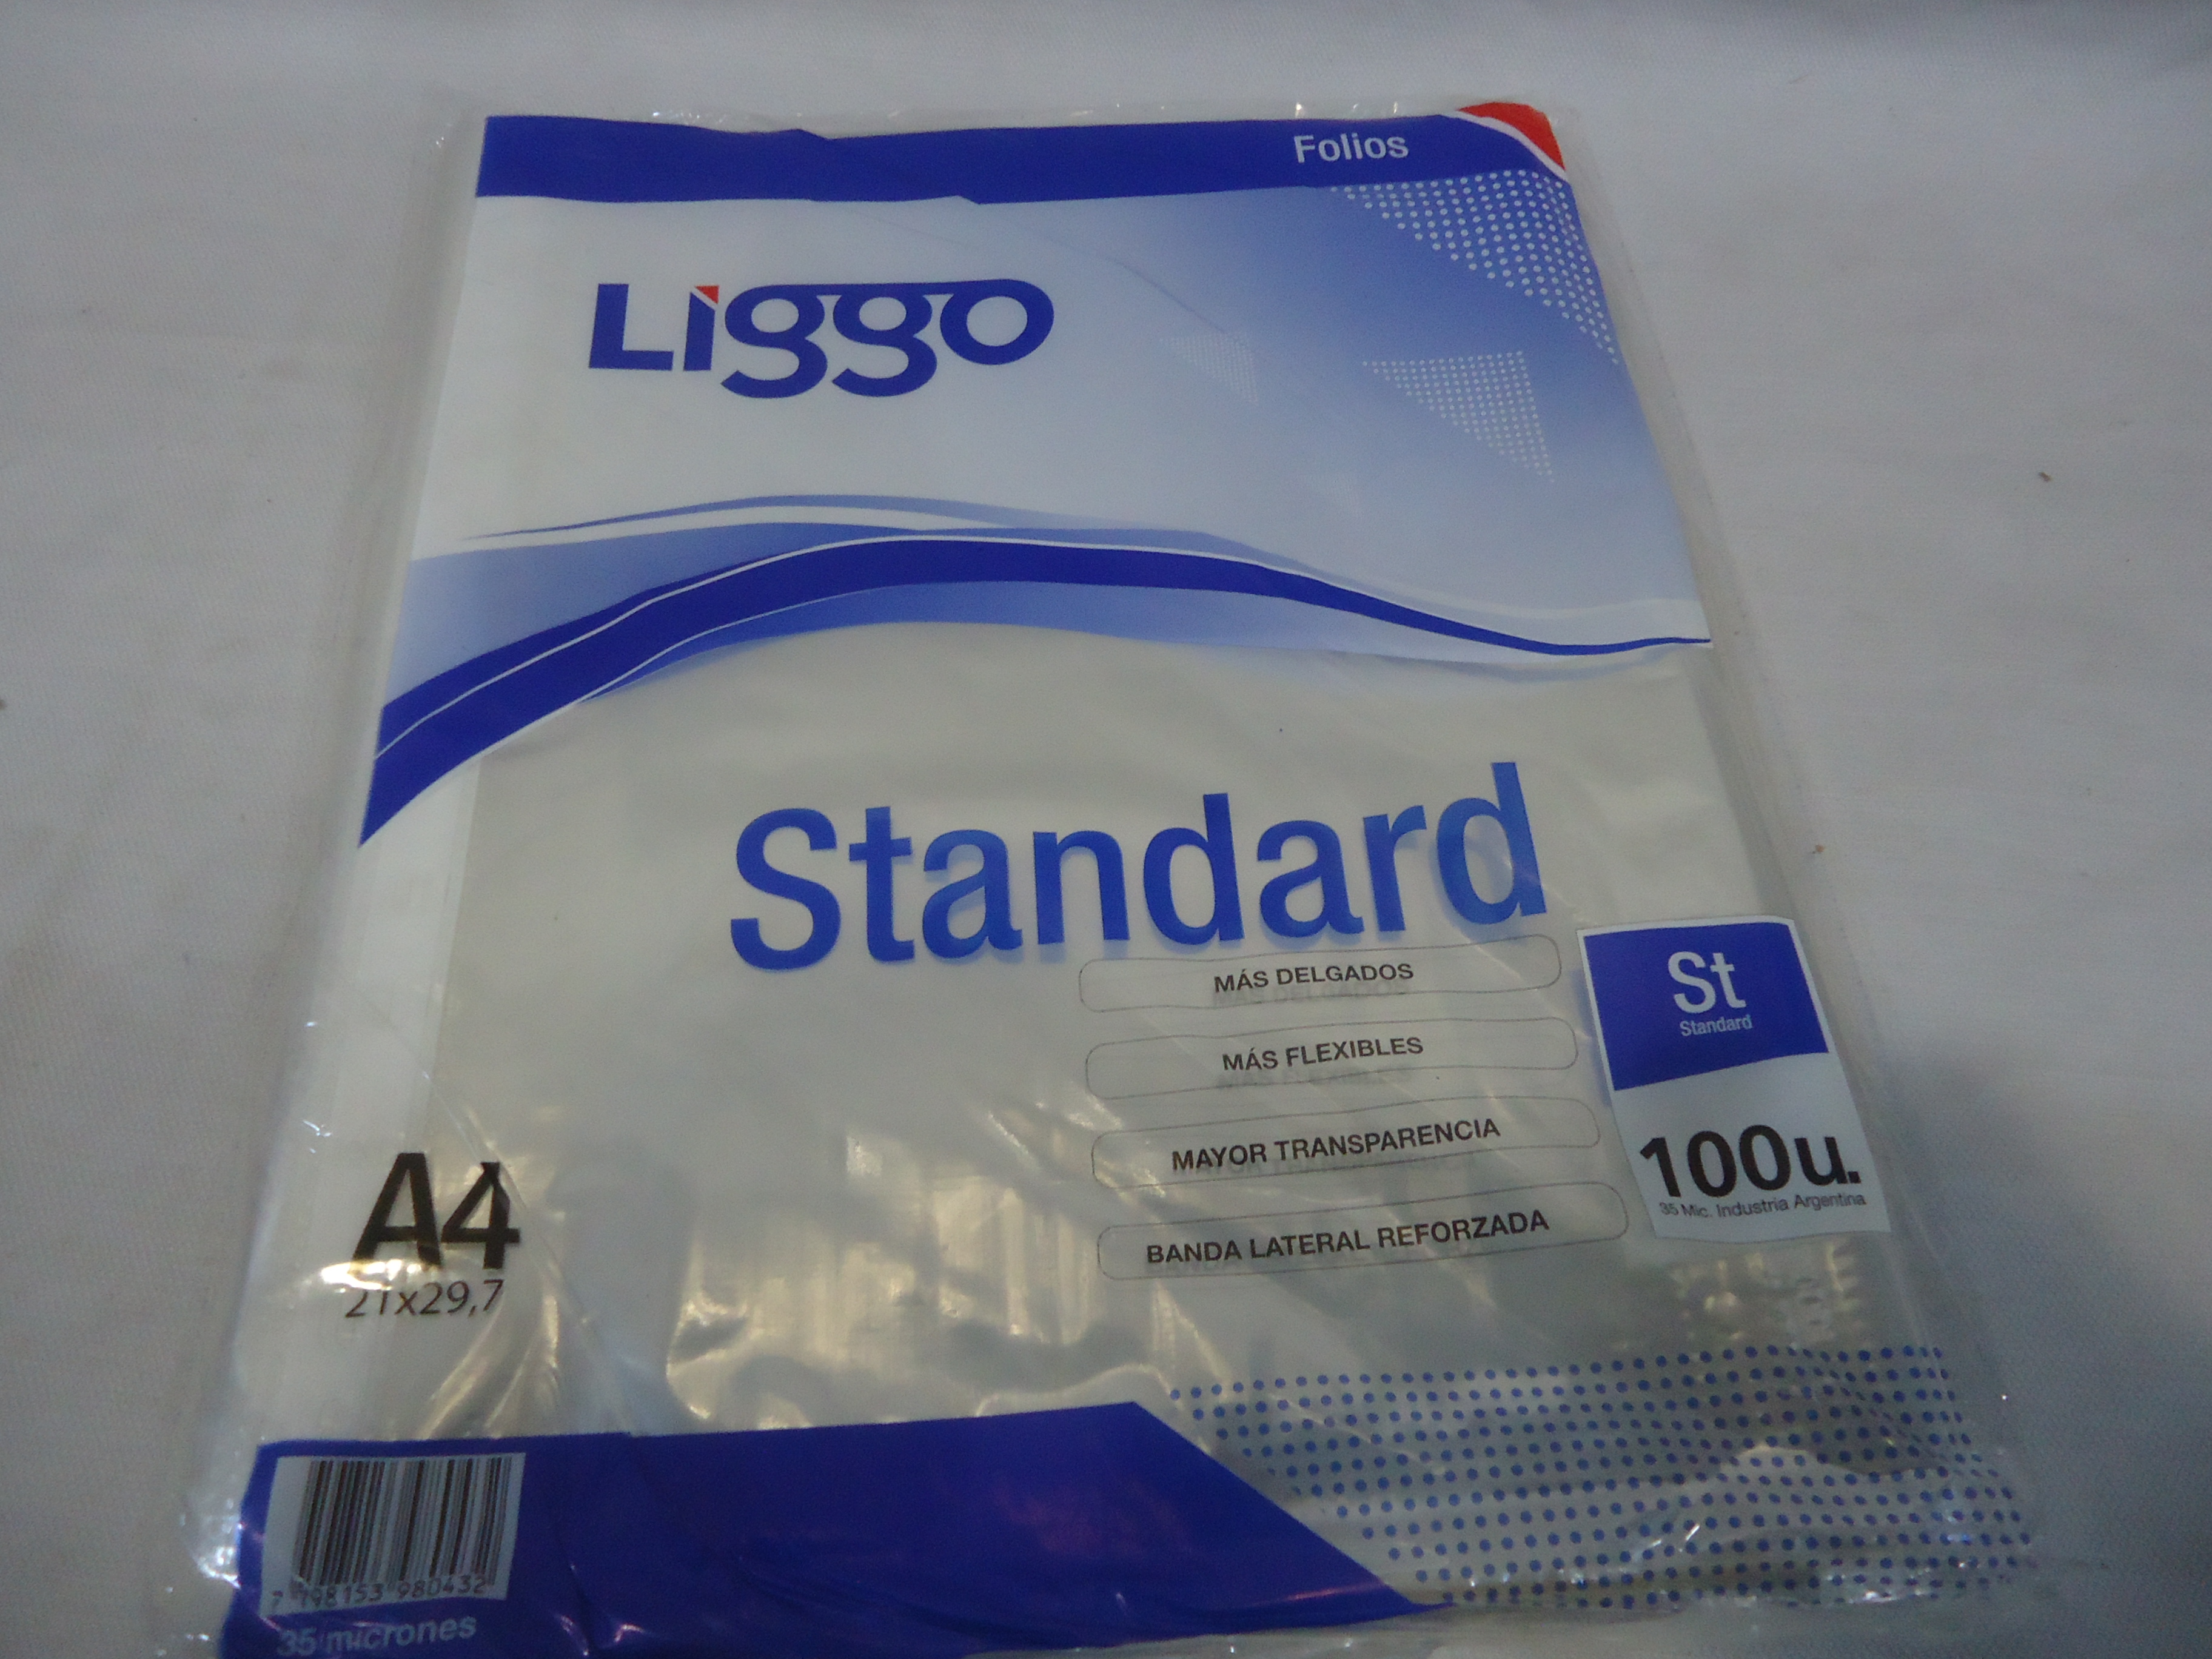 Folios
Liggo
Standard
MÁS DELGADOS
MÁS FLEXIBLES
MAYOR TRANSPARENCIA
BANDA LATERAL REFORZADA
St
Standard
100u.
35 Mic. Industria Argentina
A4
21x29,7
7 798153 980432
35 micrones